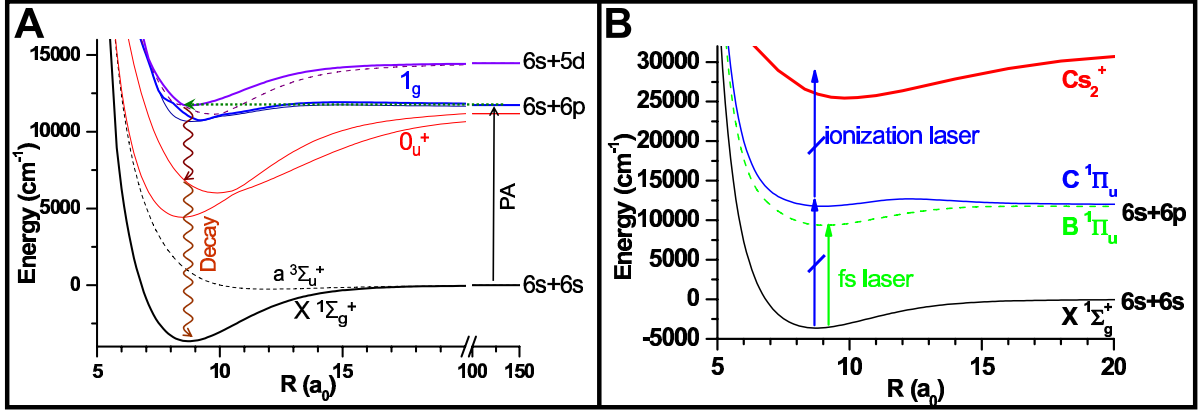 A
15000
10000
5000
0
Energy (cm⁻¹)
6s+5d
1g
6s+6p
0u⁺
PA
Decay
a ³Σu⁺
6s+6s
X ¹Σg⁺
5
10
15
100
150
R (a₀)
B
30000
25000
20000
15000
10000
5000
0
-5000
Energy (cm⁻¹)
Cs₂⁺
ionization laser
C ¹Πu
6s+6p
B ¹Πu
fs laser
6s+6s
X ¹Σg⁺
5
10
15
20
R (a₀)